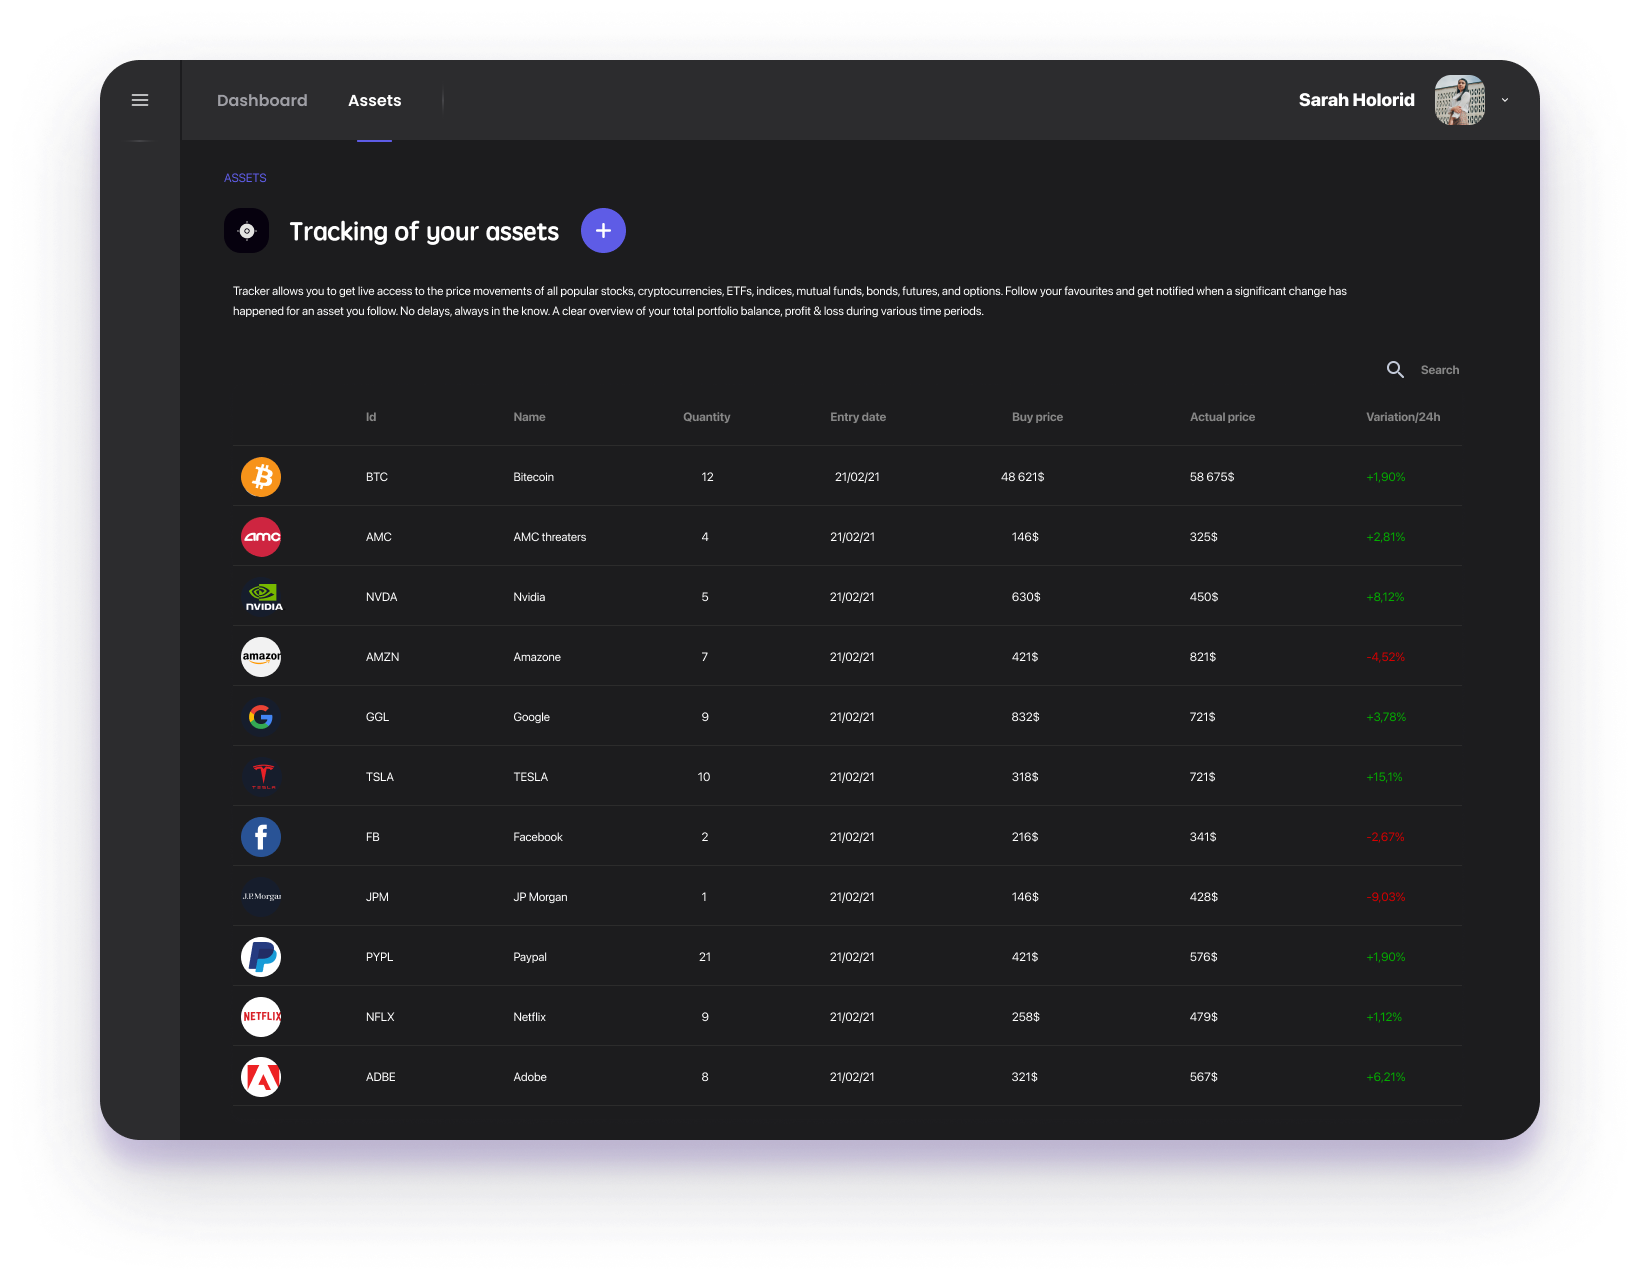 Dashboard Assets Sarah Holorid
ASSETS
Tracking of your assets
Tracker allows you to get live access to the price movements of all popular stocks, cryptocurrencies, ETFs, indices, mutual funds, bonds, futures, and options. Follow your favourites and get notified when a significant change has
happened for an asset you follow. No delays, always in the know. A clear overview of your total portfolio balance, profit & loss during various time periods.
Search
Id Name Quantity Entry date Buy price Actual price Variation/24h
BTC Bitecoin 12 21/02/21 48 621$ 58 675$ +1,90%
amc AMC AMC threaters 4 21/02/21 146$ 325$ +2,81%
NVIDIA NVDA Nvidia 5 21/02/21 630$ 450$ +8,12%
amazon AMZN Amazone 7 21/02/21 421$ 821$ -4,52%
GGL Google 9 21/02/21 832$ 721$ +3,78%
TESLA TSLA TESLA 10 21/02/21 318$ 721$ +15,1%
FB Facebook 2 21/02/21 216$ 341$ -2,67%
J.P.Morgan JPM JP Morgan 1 21/02/21 146$ 428$ -9,03%
PYPL Paypal 21 21/02/21 421$ 576$ +1,90%
NETFLIX NFLX Netflix 9 21/02/21 258$ 479$ +1,12%
ADBE Adobe 8 21/02/21 321$ 567$ +6,21%